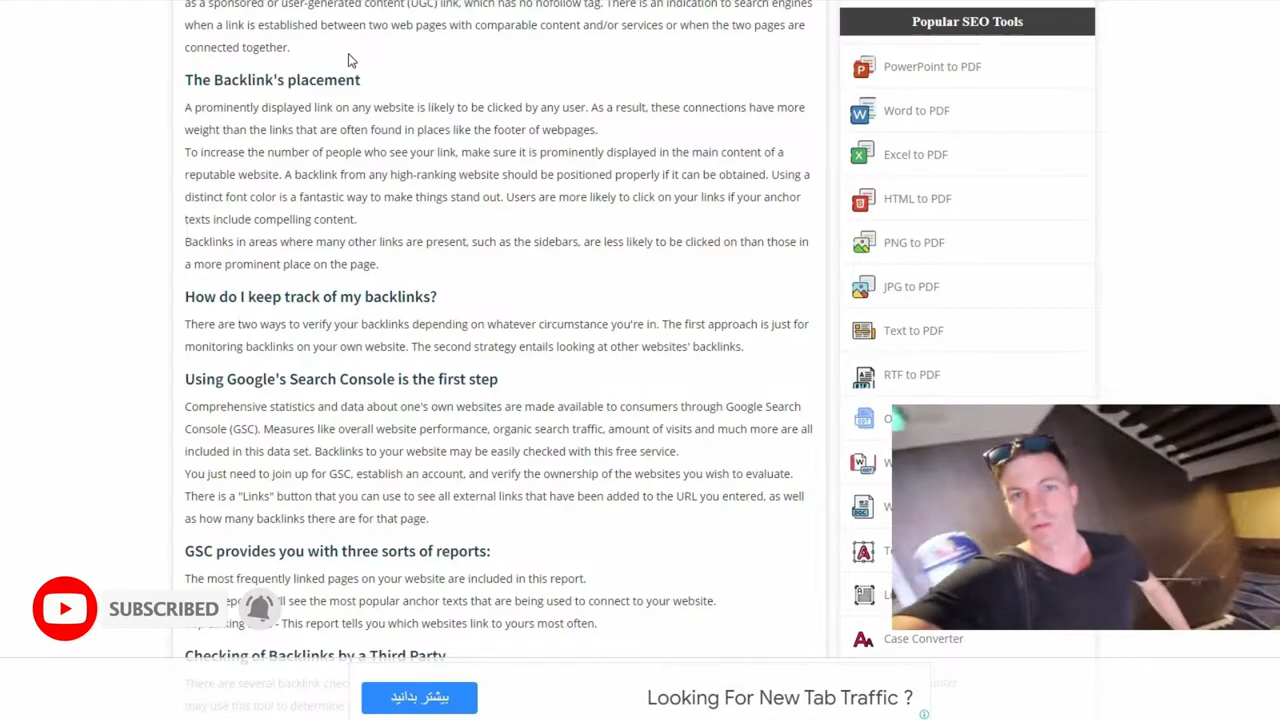 as a sponsored or user-generated content (UGC) link, which has no nofollow tag. There is an indication to search engines
when a link is established between two web pages with comparable content and/or services or when the two pages are
connected together.
The Backlink's placement
A prominently displayed link on any website is likely to be clicked by any user. As a result, these connections have more
weight than the links that are often found in places like the footer of webpages.
To increase the number of people who see your link, make sure it is prominently displayed in the main content of a
reputable website. A backlink from any high-ranking website should be positioned properly if it can be obtained. Using a
distinct font color is a fantastic way to make things stand out. Users are more likely to click on your links if your anchor
texts include compelling content.
Backlinks in areas where many other links are present, such as the sidebars, are less likely to be clicked on than those in
a more prominent place on the page.
How do I keep track of my backlinks?
There are two ways to verify your backlinks depending on whatever circumstance you're in. The first approach is just for
monitoring backlinks on your own website. The second strategy entails looking at other websites' backlinks.
Using Google's Search Console is the first step
Comprehensive statistics and data about one's own websites are made available to consumers through Google Search
Console (GSC). Measures like overall website performance, organic search traffic, amount of visits and much more are all
included in this data set. Backlinks to your website may be easily checked with this free service.
You just need to join up for GSC, establish an account, and verify the ownership of the websites you wish to evaluate.
There is a "Links" button that you can use to see all external links that have been added to the URL you entered, as well
as how many backlinks there are for that page.
GSC provides you with three sorts of reports:
The most frequently linked pages on your website are included in this report.
see the most popular anchor texts that are being used to connect to your website.
- This report tells you which websites link to yours most often.
Checking of Backlinks by a Third Party
There are several backlink
may use this tool to determine
Popular SEO Tools
PowerPoint to PDF
Word to PDF
Excel to PDF
HTML to PDF
PNG to PDF
JPG to PDF
Text to PDF
RTF to PDF
Case Converter
SUBSCRIBED
بیشتر بدانید
Looking For New Tab Traffic ?